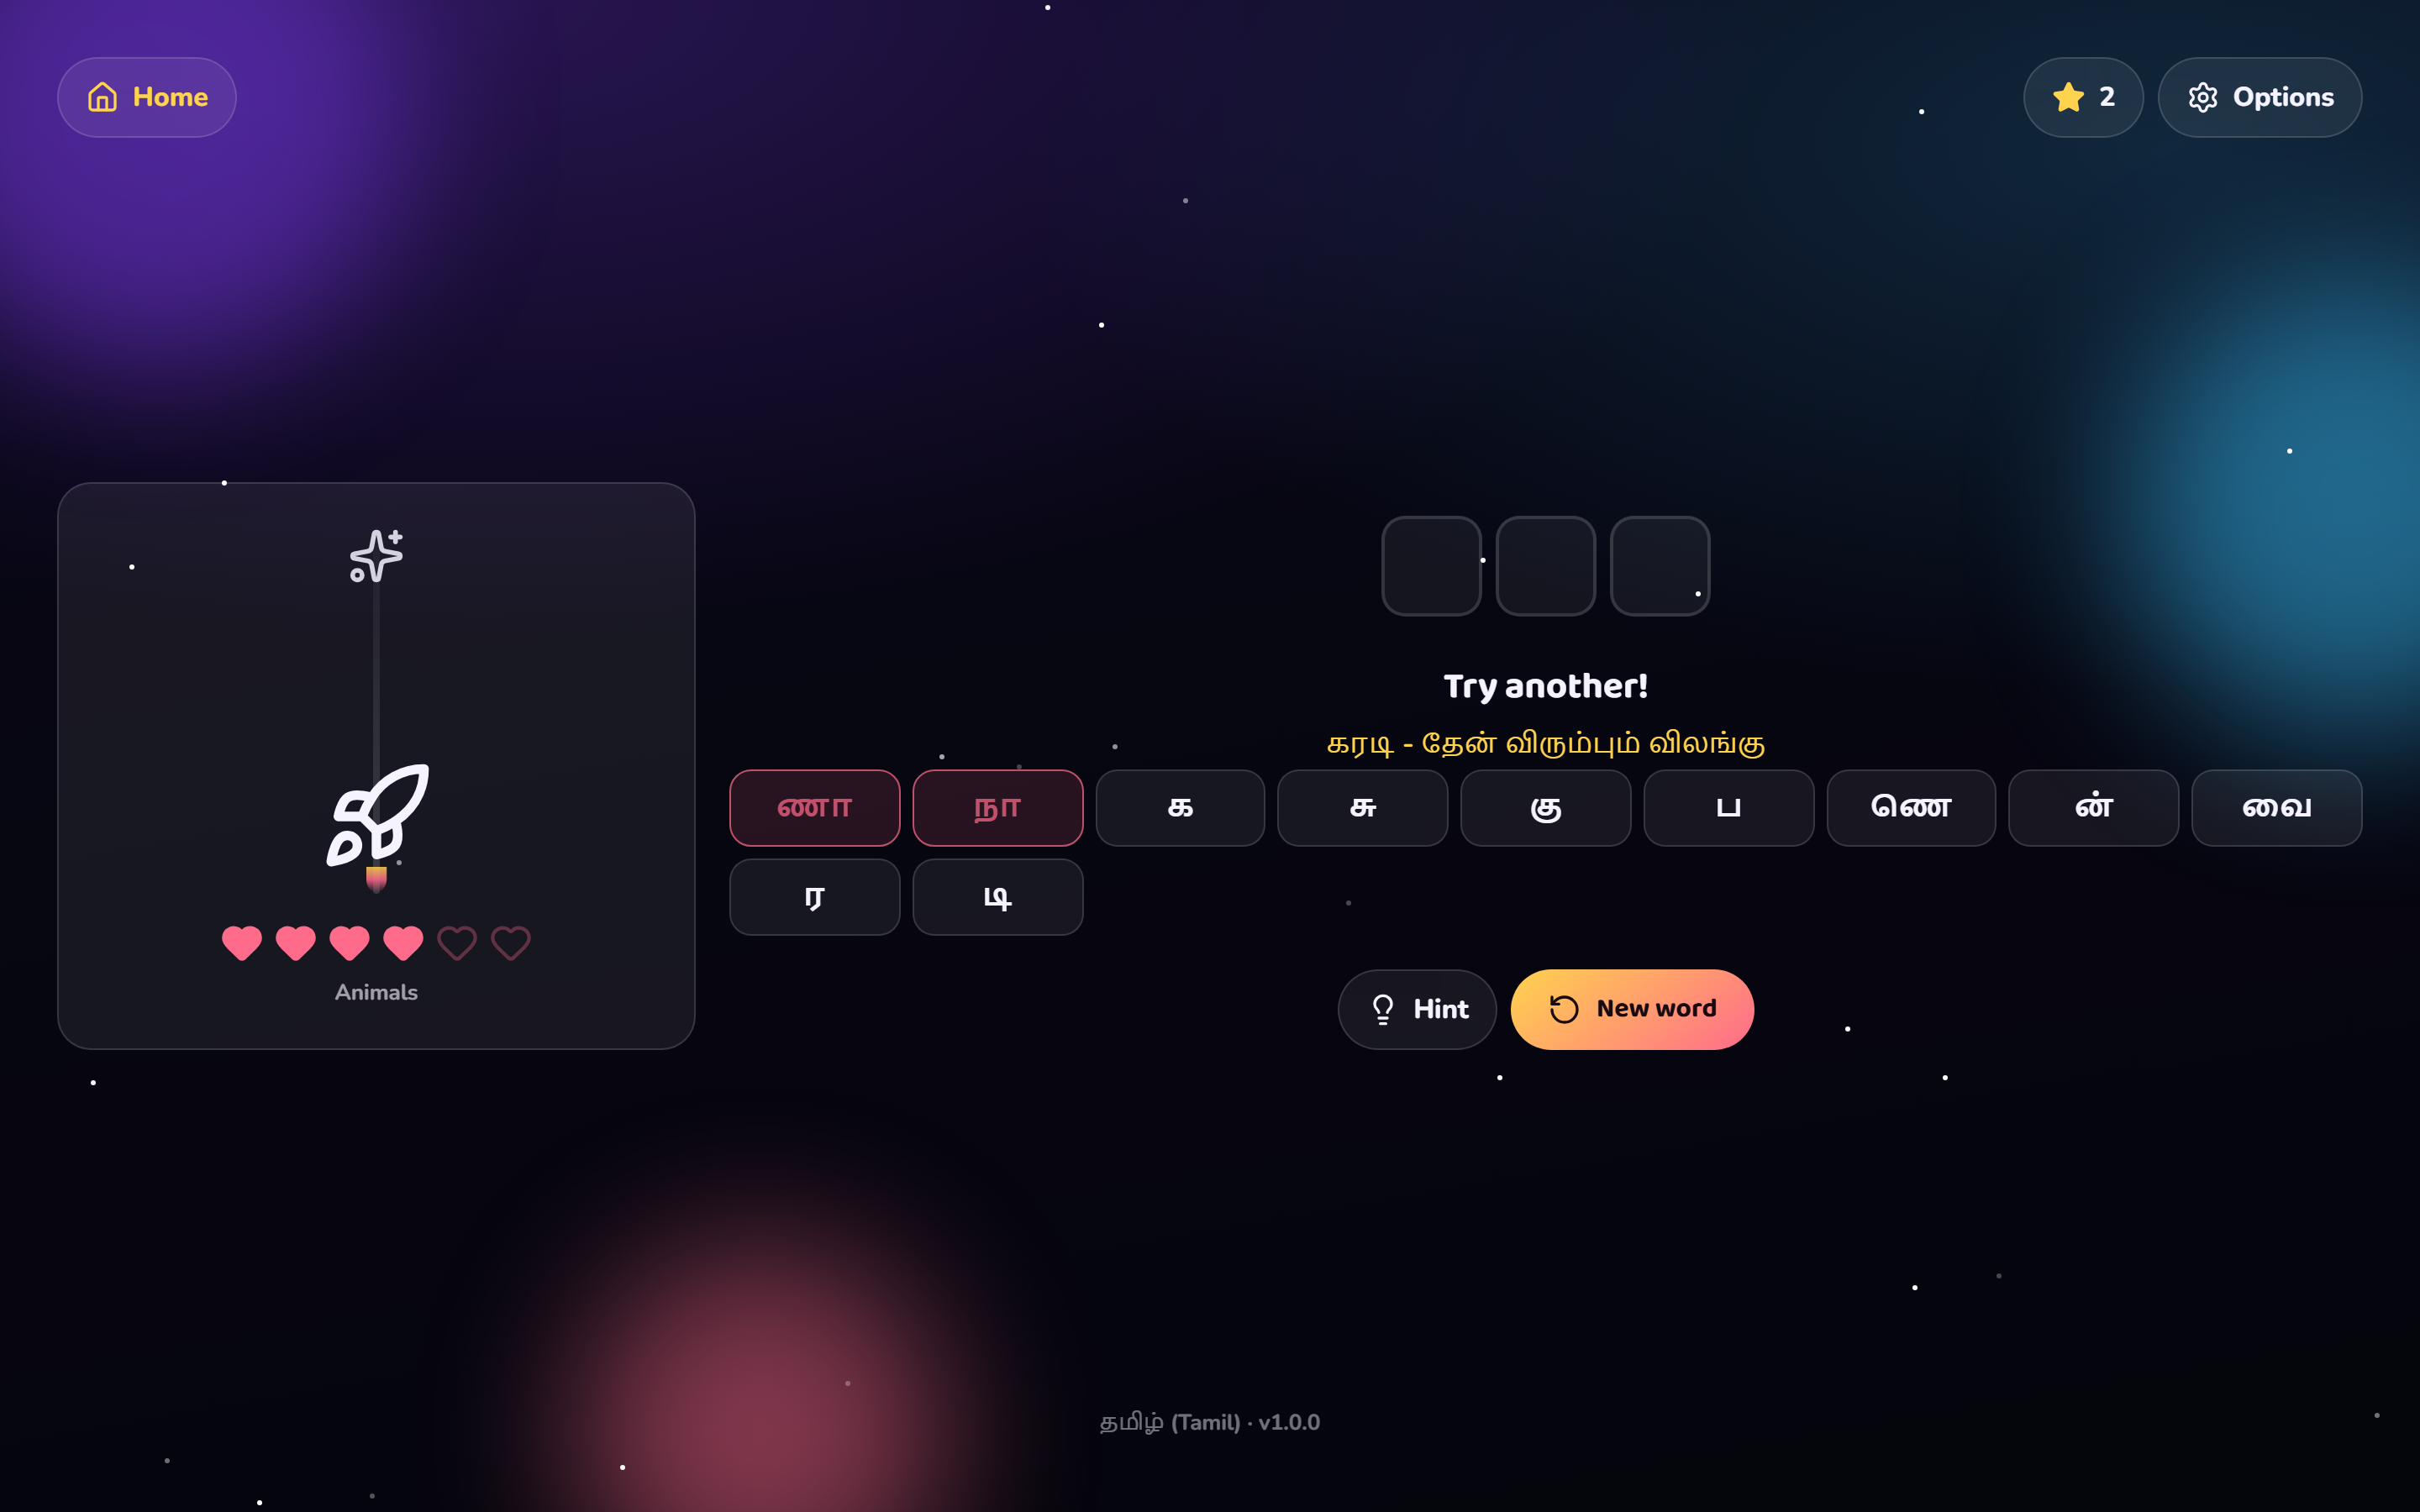 Home
2
Options
Try another!
கரடி - தேன் விரும்பும் விலங்கு
ணா நா க சு கு ப ணெ ன் வை
ர டி
Animals
Hint
New word
தமிழ் (Tamil) · v1.0.0